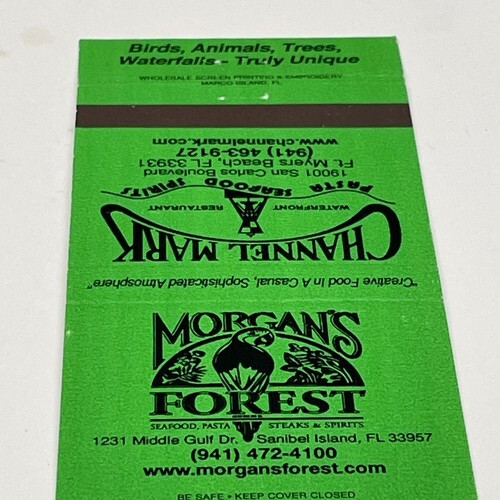 Birds, Animals, Trees,
Waterfalls - Truly Unique
WHOLESALE SCREEN PRINTING & EMBROIDERY
MARCO ISLAND, FL
www.channelmark.com
(941) 463-9127
Ft. Myers Beach, FL 33931
19001 San Carlos Boulevard
PASTA SEAFOOD SPIRITS
WATERFRONT RESTAURANT
CHANNEL MARK
"Creative Food In A Casual, Sophisticated Atmosphere"
MORGAN'S
FOREST
SEAFOOD, PASTA STEAKS & SPIRITS
1231 Middle Gulf Dr. Sanibel Island, FL 33957
(941) 472-4100
www.morgansforest.com
BE SAFE • KEEP COVER CLOSED